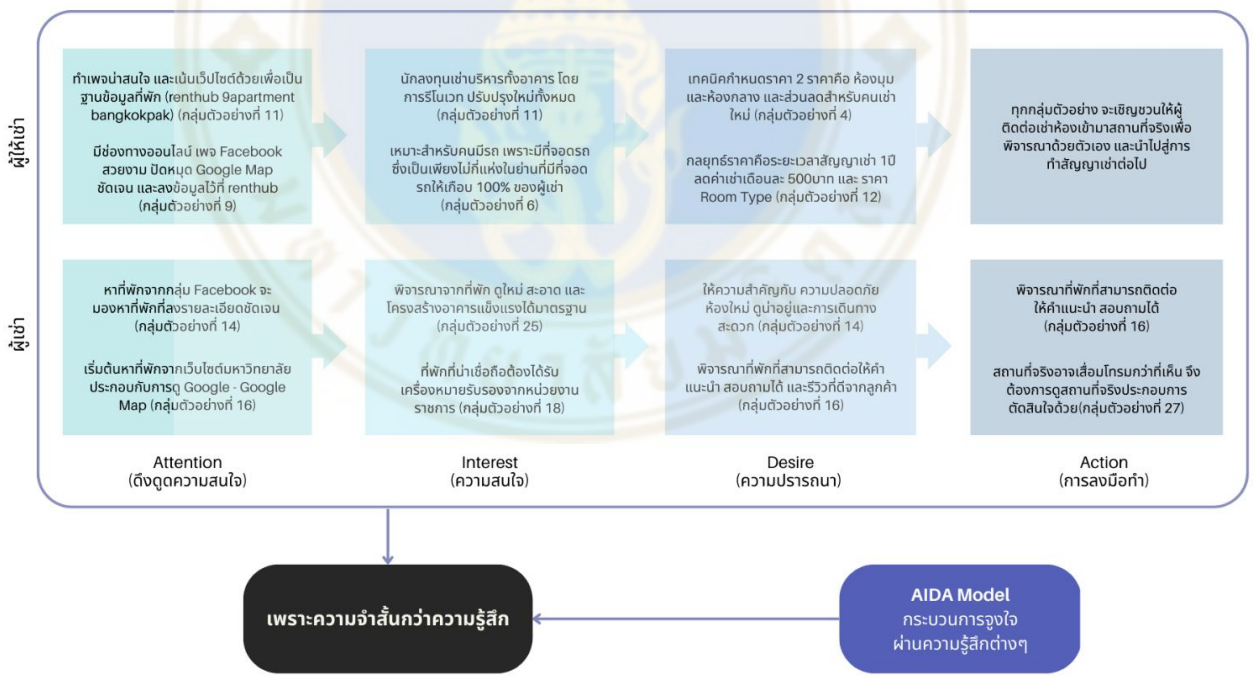 ผู้ให้เช่า
ทำเพจน่าสนใจ และเน้นเว็ปไซต์ด้วยเพื่อเป็น
ฐานข้อมูลที่พัก (renthub 9apartment
bangkokpak) (กลุ่มตัวอย่างที่ 11)
มีช่องทางออนไลน์ เพจ Facebook
สวยงาม ปักหมุด Google Map
ชัดเจน และลงข้อมูลไว้ที่ renthub
(กลุ่มตัวอย่างที่ 9)
นักลงทุนเช่าบริหารทั้งอาคาร โดย
การรีโนเวท ปรับปรุงใหม่ทั้งหมด
(กลุ่มตัวอย่างที่ 11)
เหมาะสำหรับคนมีรถ เพราะมีที่จอดรถ
ซึ่งเป็นเพียงไม่กี่แห่งในย่านที่มีที่จอด
รถให้เกือบ 100% ของผู้เช่า
(กลุ่มตัวอย่างที่ 6)
เทคนิคกำหนดราคา 2 ราคาคือ ห้องมุม
และห้องกลาง และส่วนลดสำหรับคนเช่า
ใหม่ (กลุ่มตัวอย่างที่ 4)
กลยุทธ์ราคาคือระยะเวลาสัญญาเช่า 1ปี
ลดค่าเช่าเดือนละ 500บาท และ ราคา
Room Type (กลุ่มตัวอย่างที่ 12)
ทุกกลุ่มตัวอย่าง จะเชิญชวนให้ผู้
ติดต่อเช่าห้องเข้ามาสถานที่จริงเพื่อ
พิจารณาด้วยตัวเอง และนำไปสู่การ
ทำสัญญาเช่าต่อไป
ผู้เช่า
หาที่พักจากกลุ่ม Facebook จะ
มองหาที่พักที่ลงรายละเอียดชัดเจน
(กลุ่มตัวอย่างที่ 14)
เริ่มต้นหาที่พักจากเว็บไซต์มหาวิทยาลัย
ประกอบกับการดู Google - Google
Map (กลุ่มตัวอย่างที่ 16)
พิจารณาจากที่พัก ดูใหม่ สะอาด และ
โครงสร้างอาคารแข็งแรงได้มาตรฐาน
(กลุ่มตัวอย่างที่ 25)
ที่พักที่น่าเชื่อถือต้องได้รับ
เครื่องหมายรับรองจากหน่วยงาน
ราชการ (กลุ่มตัวอย่างที่ 18)
ให้ความสำคัญกับ ความปลอดภัย
ห้องใหม่ ดูน่าอยู่และการเดินทาง
สะดวก (กลุ่มตัวอย่างที่ 14)
พิจารณาที่พักที่สามารถติดต่อให้คำ
แนะนำ สอบถามได้ และรีวิวที่ดีจากลูกค้า
(กลุ่มตัวอย่างที่ 16)
พิจารณาที่พักที่สามารถติดต่อ
ให้คำแนะนำ สอบถามได้
(กลุ่มตัวอย่างที่ 16)
สถานที่จริงอาจเสื่อมโทรมกว่าที่เห็น จึง
ต้องการดูสถานที่จริงประกอบการ
ตัดสินใจด้วย(กลุ่มตัวอย่างที่ 27)
Attention
(ดึงดูดความสนใจ)
Interest
(ความสนใจ)
Desire
(ความปรารถนา)
Action
(การลงมือทำ)
เพราะความจำสั้นกว่าความรู้สึก
AIDA Model
กระบวนการจูงใจ
ผ่านความรู้สึกต่างๆ